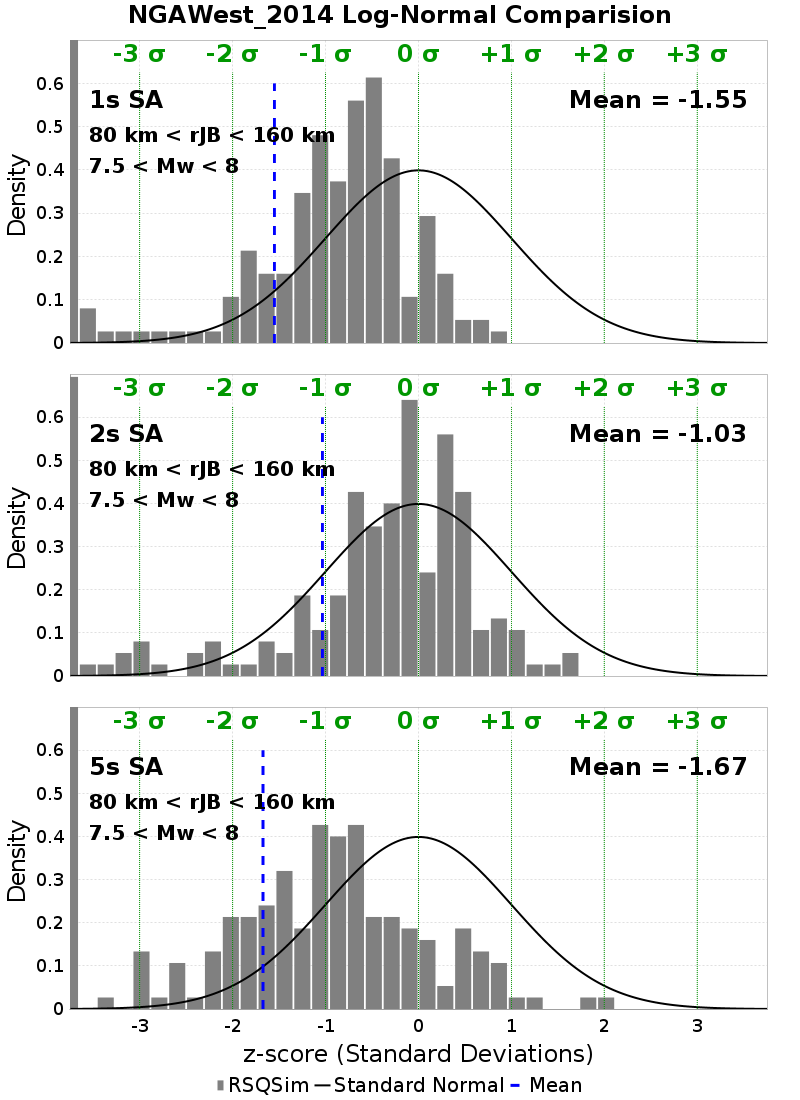 NGAWest_2014 Log-Normal Comparision
-3 σ -2 σ -1 σ 0 σ +1 σ +2 σ +3 σ
0.6
1s SA
Mean = -1.55
0.5
80 km < rJB < 160 km
7.5 < Mw < 8
0.4
Density
0.3
0.2
0.1
0
-3 σ -2 σ -1 σ 0 σ +1 σ +2 σ +3 σ
0.6
2s SA
Mean = -1.03
0.5
80 km < rJB < 160 km
7.5 < Mw < 8
0.4
Density
0.3
0.2
0.1
0
-3 σ -2 σ -1 σ 0 σ +1 σ +2 σ +3 σ
0.6
5s SA
Mean = -1.67
0.5
80 km < rJB < 160 km
7.5 < Mw < 8
0.4
Density
0.3
0.2
0.1
0
-3 -2 -1 0 1 2 3
z-score (Standard Deviations)
RSQSim Standard Normal Mean